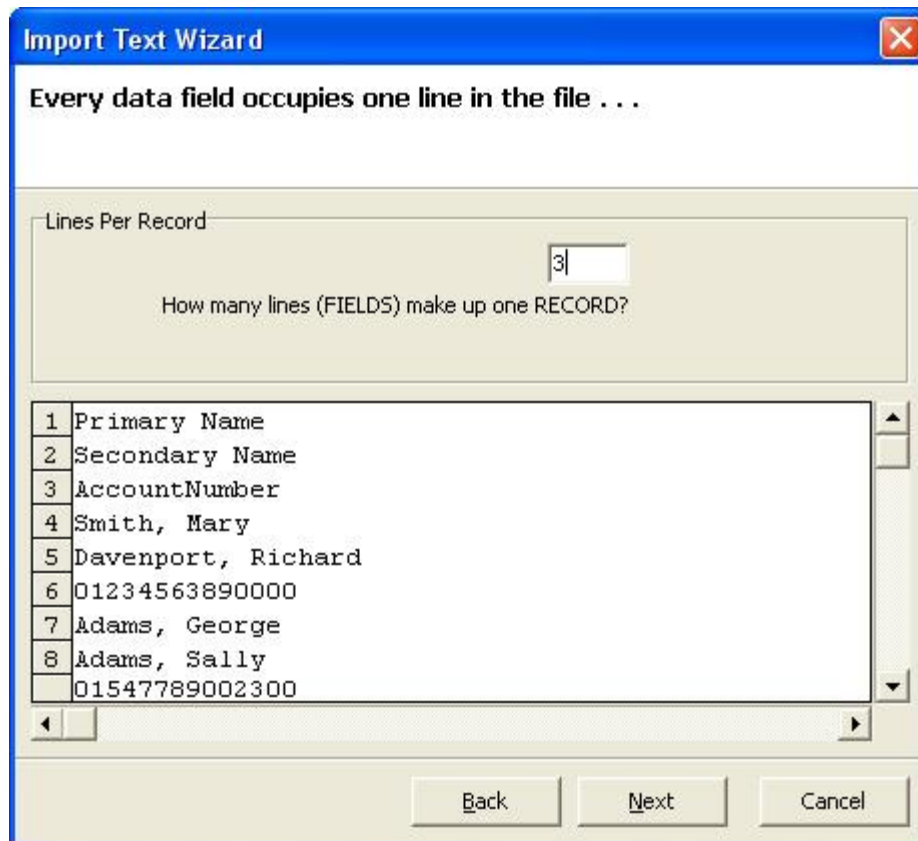 Import Text Wizard
Every data field occupies one line in the file . . .
Lines Per Record
3
How many lines (FIELDS) make up one RECORD?
1 Primary Name
2 Secondary Name
3 AccountNumber
4 Smith, Mary
5 Davenport, Richard
6 01234563890000
7 Adams, George
8 Adams, Sally
01547789002300
Back Next Cancel